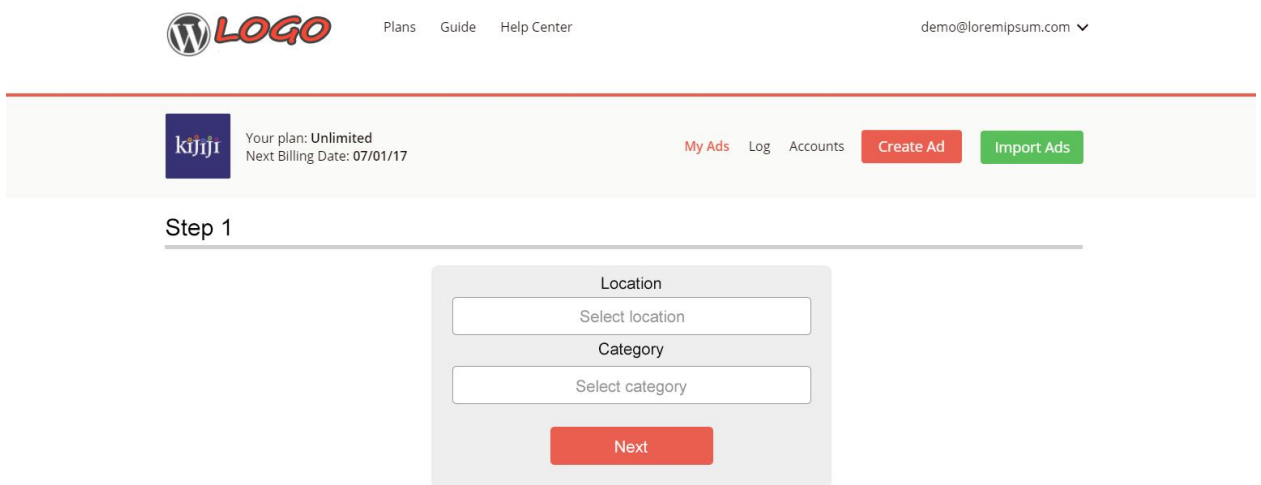 LOGO
Plans Guide Help Center
demo@loremipsum.com
kijiji
Your plan: Unlimited
Next Billing Date: 07/01/17
My Ads Log Accounts Create Ad Import Ads
Step 1
Location
Select location
Category
Select category
Next